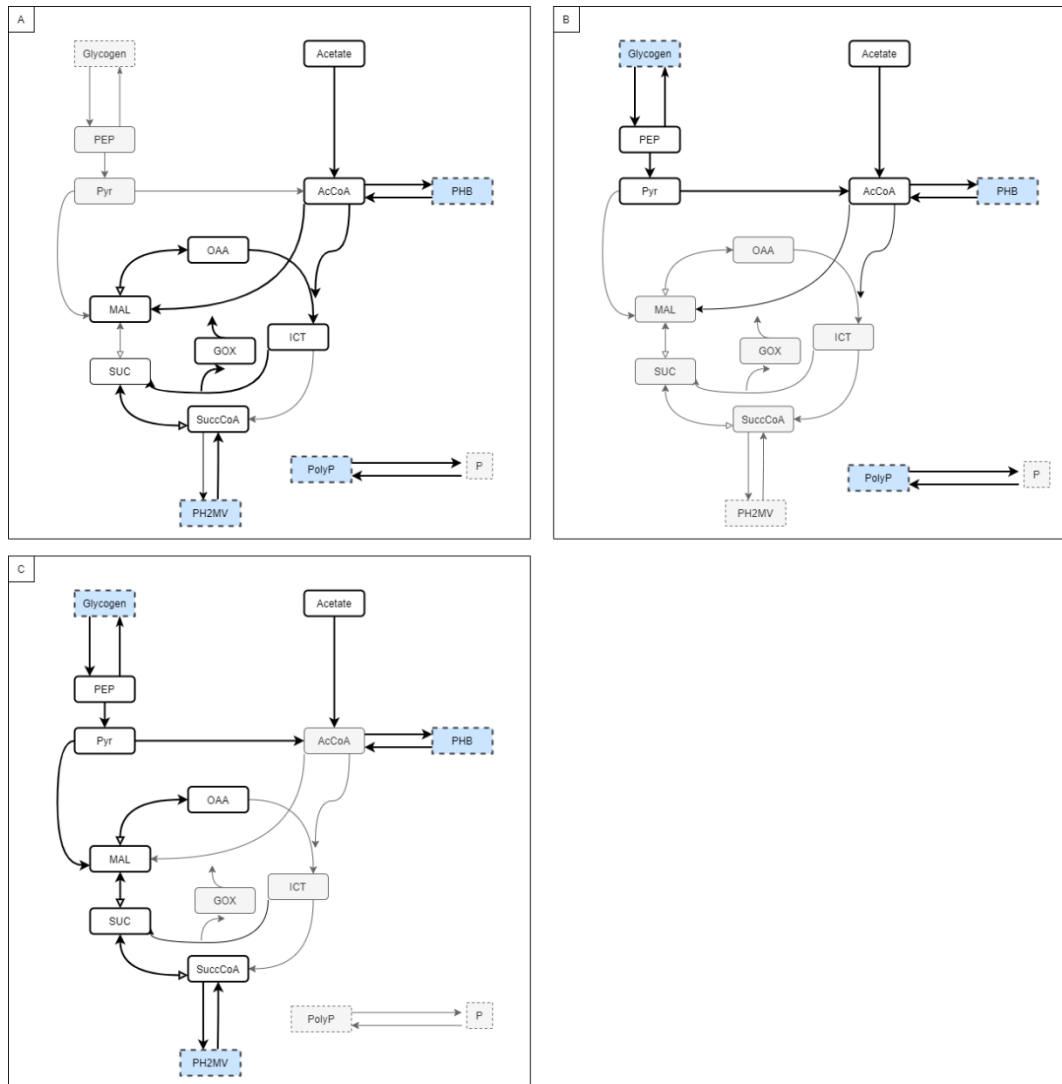 A
Glycogen
Acetate
PEP
Pyr
AcCoA
PHB
OAA
MAL
GOX
ICT
SUC
SuccCoA
PolyP
P
PH2MV
B
Glycogen
Acetate
PEP
Pyr
AcCoA
PHB
OAA
MAL
GOX
ICT
SUC
SuccCoA
PolyP
P
PH2MV
C
Glycogen
Acetate
PEP
Pyr
AcCoA
PHB
OAA
MAL
GOX
ICT
SUC
SuccCoA
PolyP
P
PH2MV